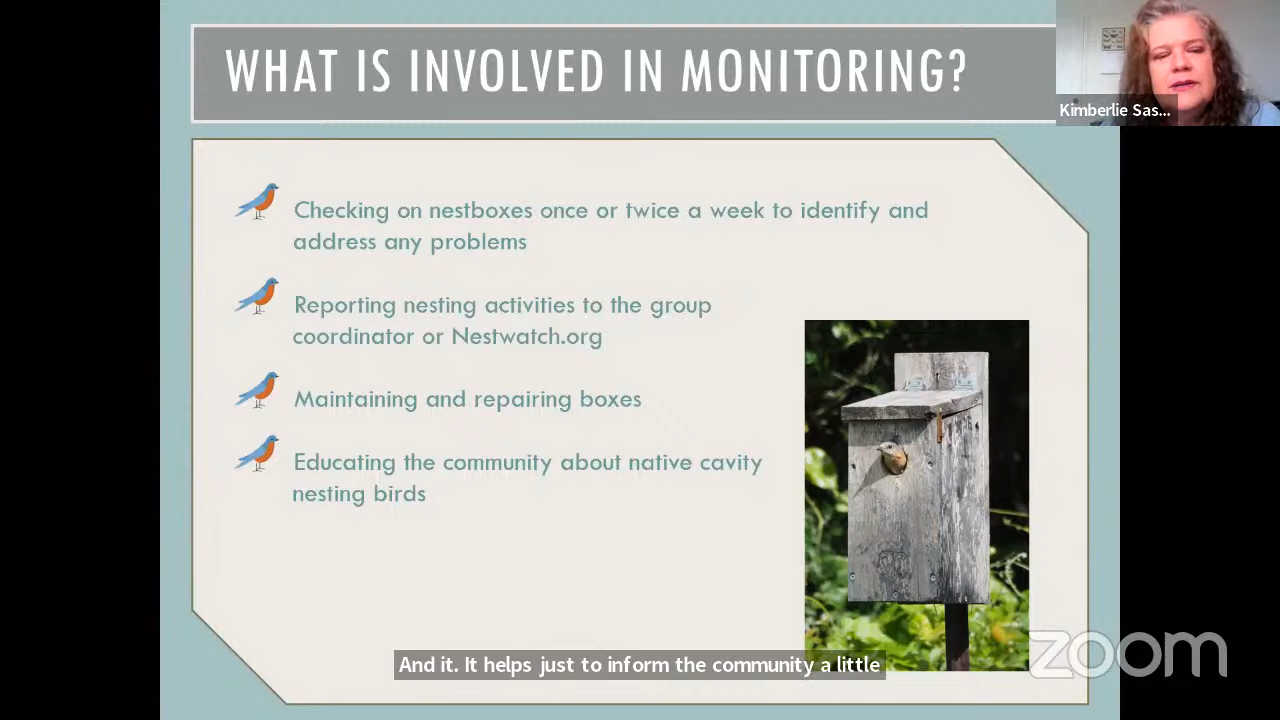 WHAT IS INVOLVED IN MONITORING?
Kimberlie Sas...
Checking on nestboxes once or twice a week to identify and
address any problems
Reporting nesting activities to the group
coordinator or Nestwatch.org
Maintaining and repairing boxes
Educating the community about native cavity
nesting birds
And it. It helps just to inform the community a little
zoom